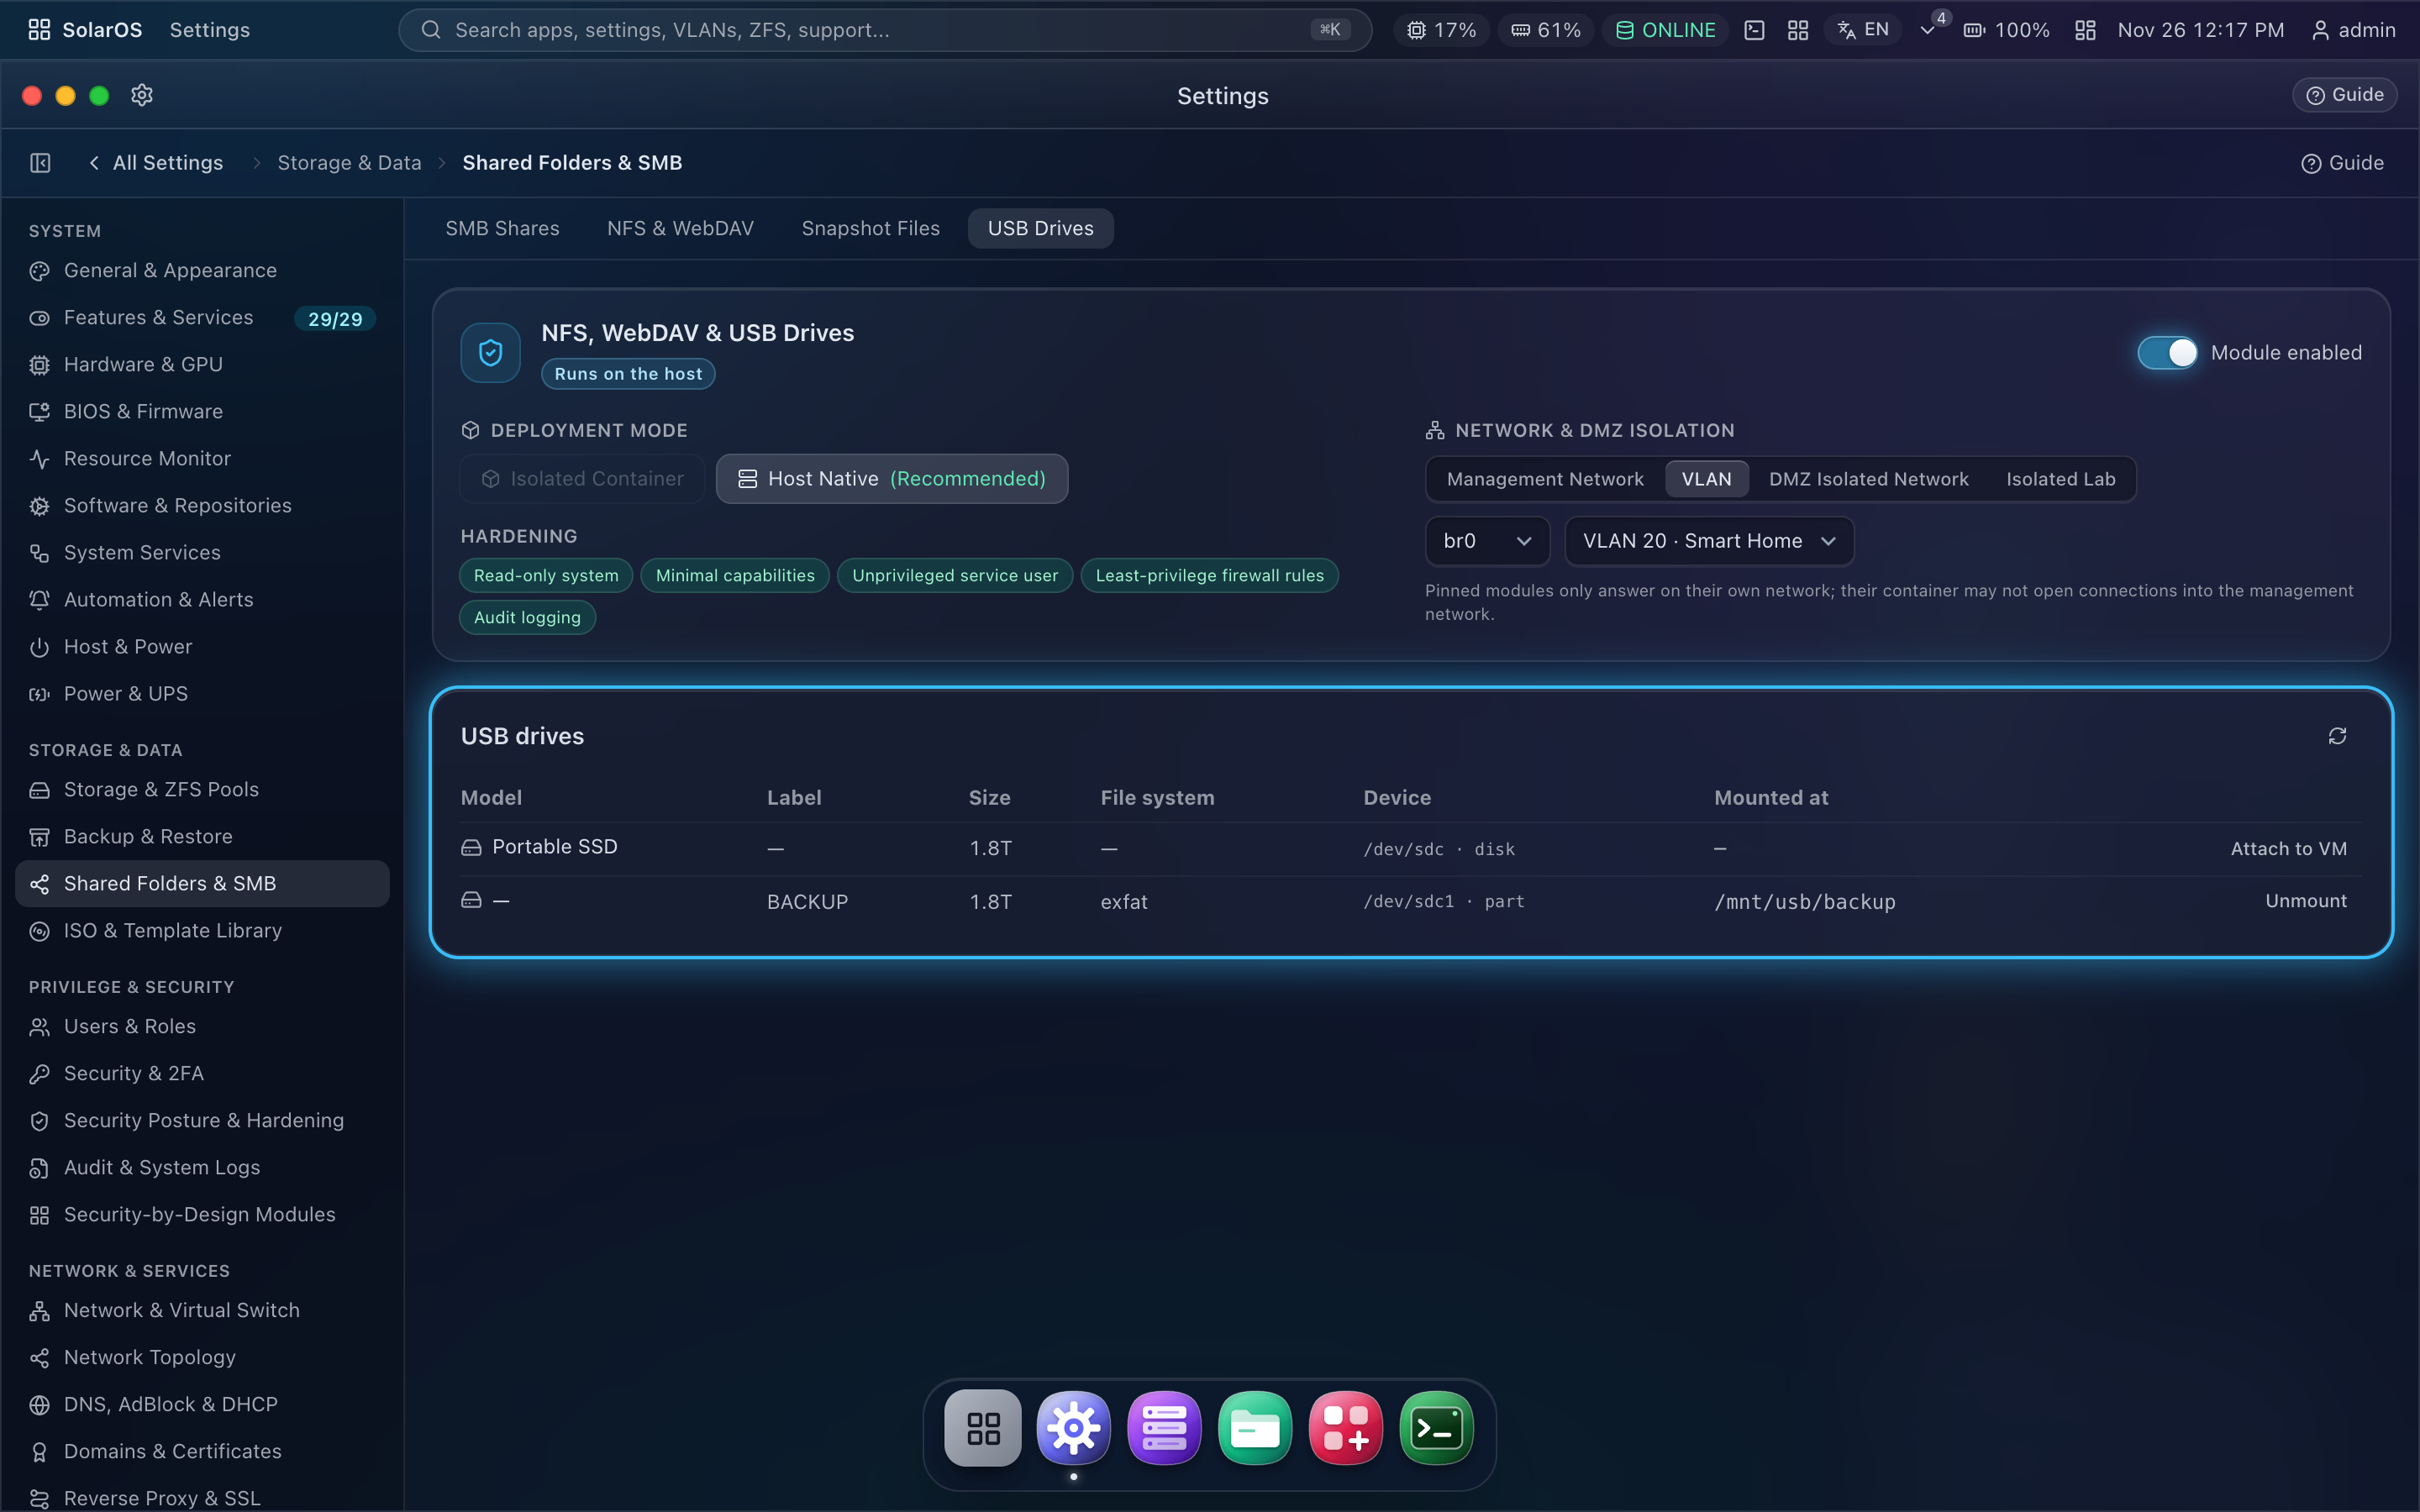 SolarOS Settings Search apps, settings, VLANs, ZFS, support... ⌘K 17% 61% ONLINE EN 4 100% Nov 26 12:17 PM admin
Settings Guide
All Settings Storage & Data Shared Folders & SMB Guide
SYSTEM
General & Appearance
Features & Services 29/29
Hardware & GPU
BIOS & Firmware
Resource Monitor
Software & Repositories
System Services
Automation & Alerts
Host & Power
Power & UPS
STORAGE & DATA
Storage & ZFS Pools
Backup & Restore
Shared Folders & SMB
ISO & Template Library
PRIVILEGE & SECURITY
Users & Roles
Security & 2FA
Security Posture & Hardening
Audit & System Logs
Security-by-Design Modules
NETWORK & SERVICES
Network & Virtual Switch
Network Topology
DNS, AdBlock & DHCP
Domains & Certificates
Reverse Proxy & SSL
SMB Shares NFS & WebDAV Snapshot Files USB Drives
NFS, WebDAV & USB Drives
Runs on the host
Module enabled
DEPLOYMENT MODE
Isolated Container Host Native (Recommended)
HARDENING
Read-only system Minimal capabilities Unprivileged service user Least-privilege firewall rules
Audit logging
NETWORK & DMZ ISOLATION
Management Network VLAN DMZ Isolated Network Isolated Lab
br0 VLAN 20 · Smart Home
Pinned modules only answer on their own network; their container may not open connections into the management
network.
USB drives
Model Label Size File system Device Mounted at
Portable SSD — 1.8T — /dev/sdc · disk — Attach to VM
— BACKUP 1.8T exfat /dev/sdc1 · part /mnt/usb/backup Unmount